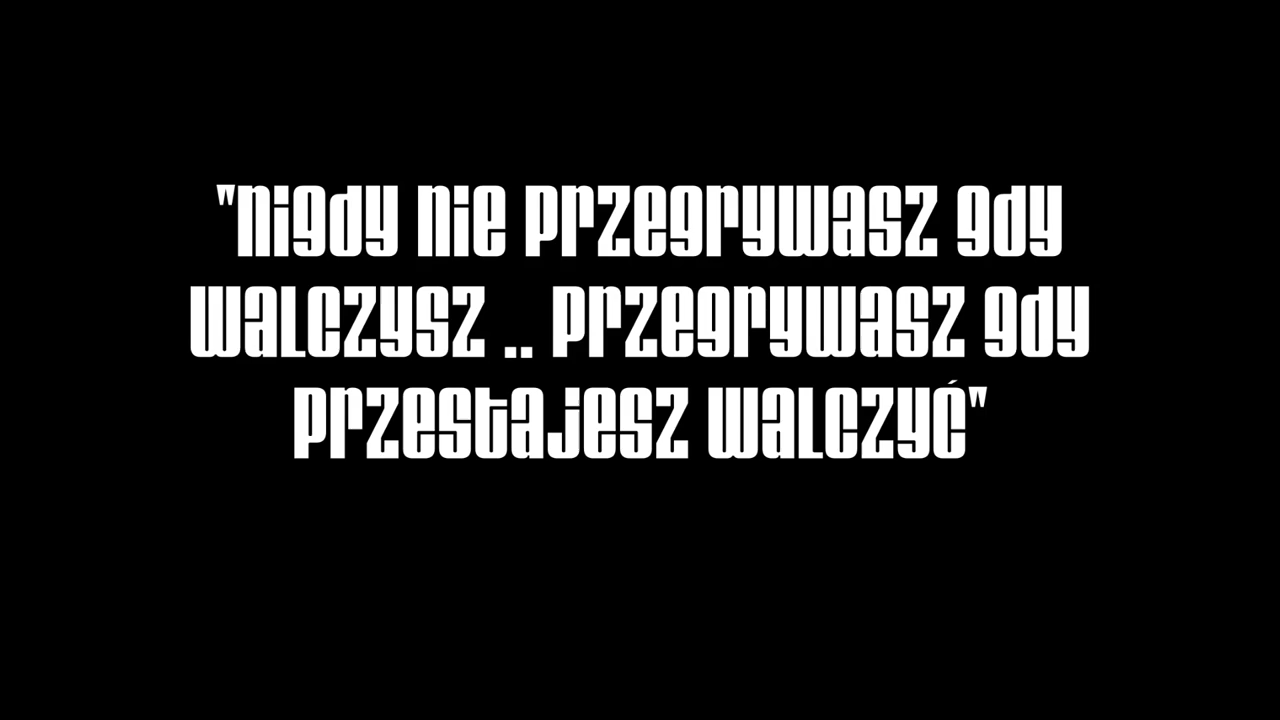 "Nigdy nie przegrywasz gdy
walczysz .. przegrywasz gdy
przestajesz walczyć"